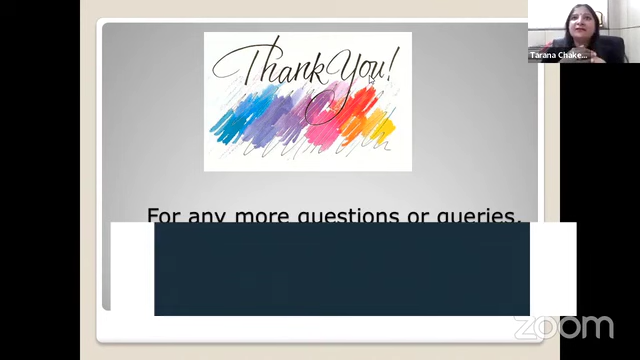 Thank You!
Tarana Chake...
For any more questions or queries,
zoom